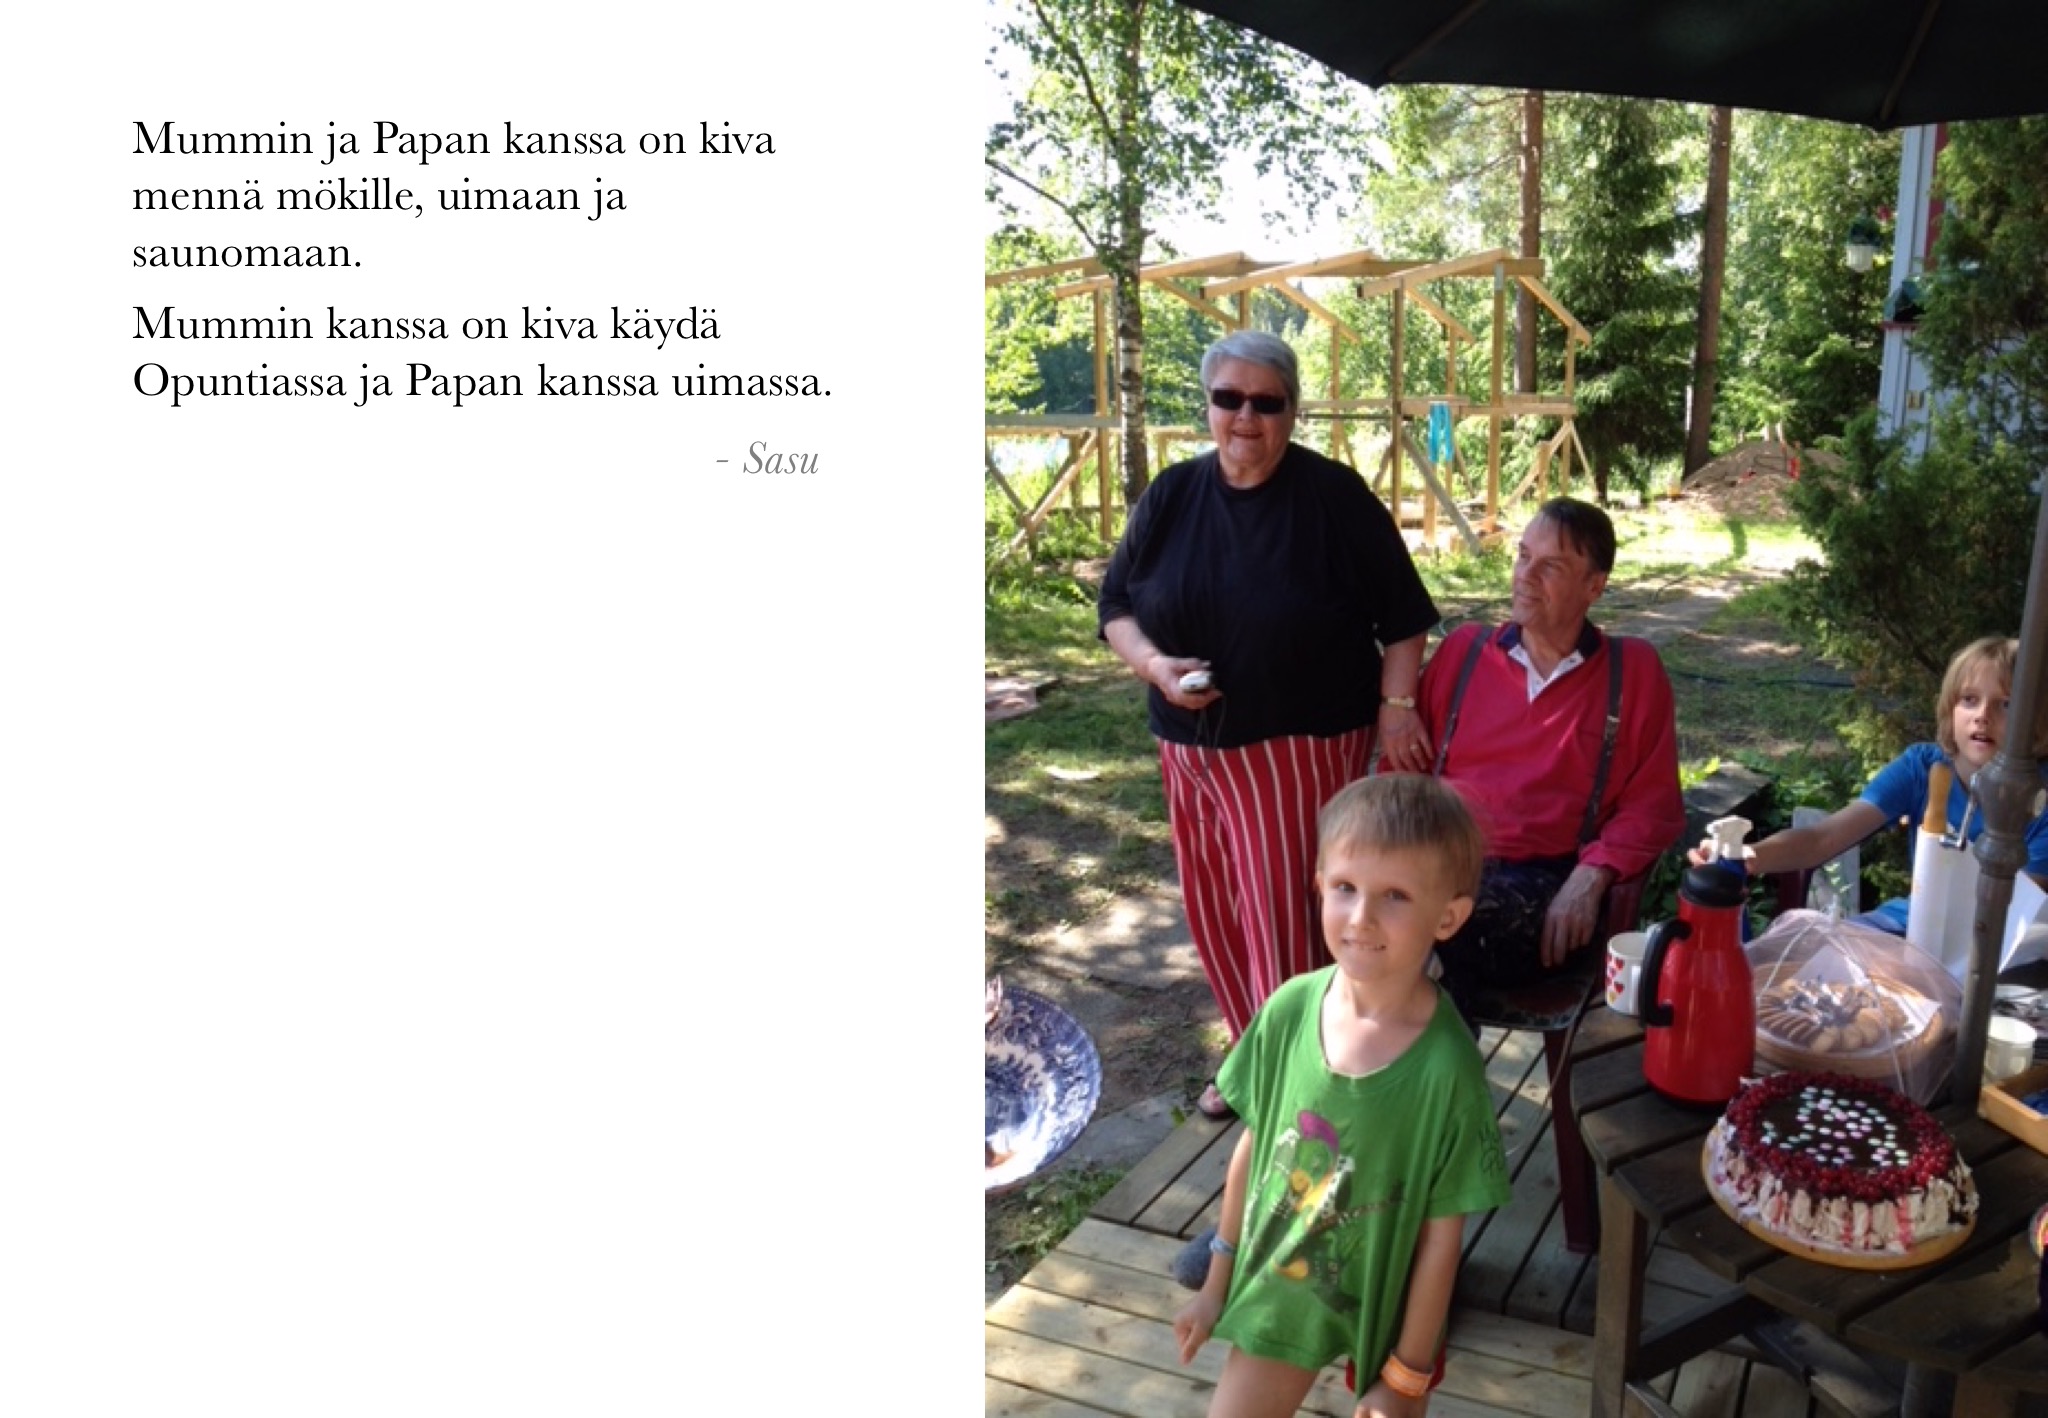 Mummin ja Papan kanssa on kiva
mennä mökille, uimaan ja
saunomaan.
Mummin kanssa on kiva käydä
Opuntiassa ja Papan kanssa uimassa.
- Sasu